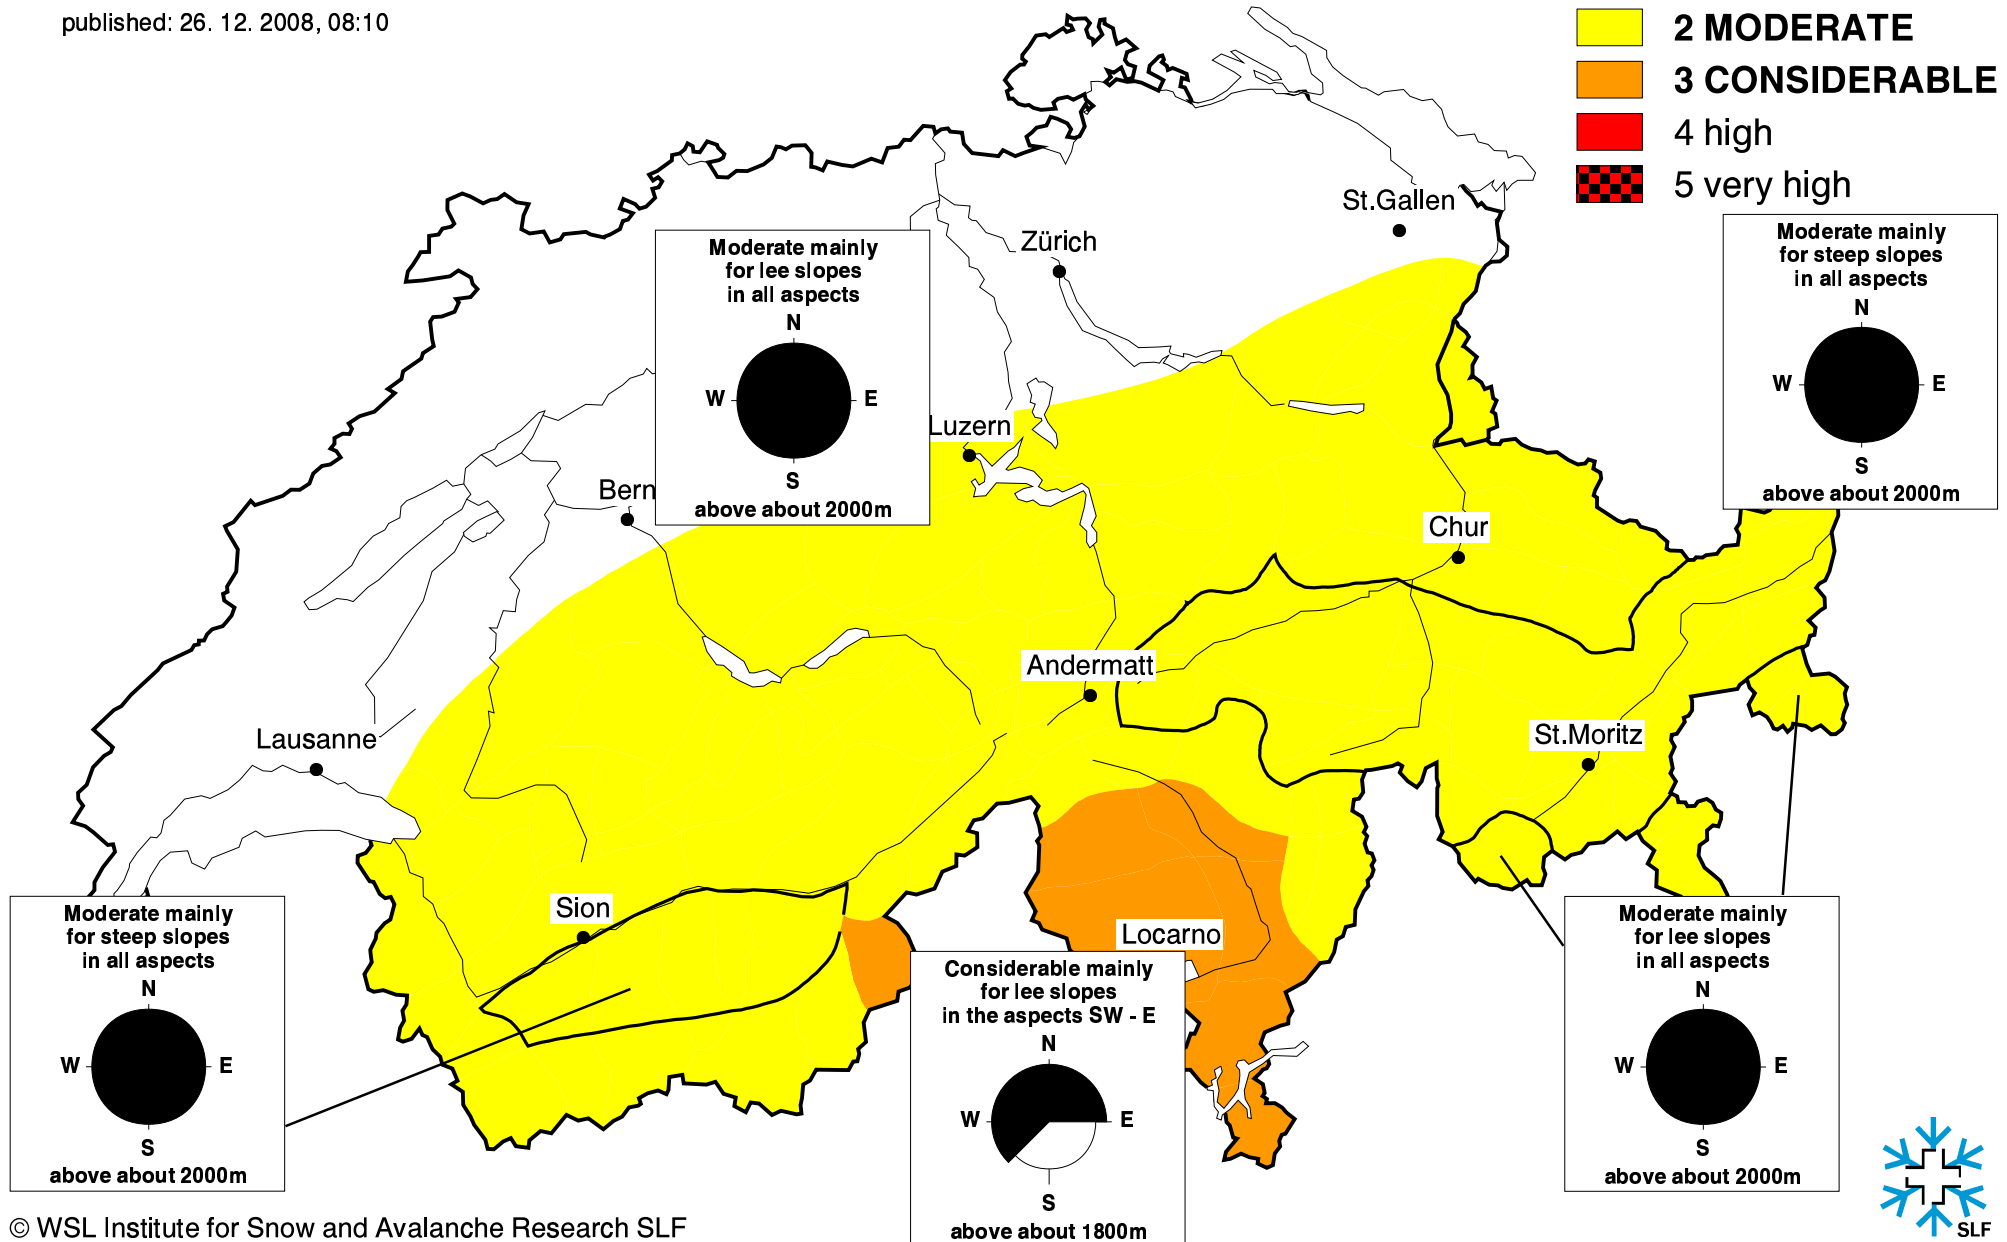 published: 26. 12. 2008, 08:10
2 MODERATE
3 CONSIDERABLE
4 high
5 very high
St.Gallen
Zürich
Moderate mainly
for lee slopes
in all aspects
N
W
E
S
above about 2000m
Moderate mainly
for steep slopes
in all aspects
N
W
E
S
above about 2000m
Luzern
Bern
Chur
Andermatt
St.Moritz
Lausanne
Sion
Locarno
Moderate mainly
for steep slopes
in all aspects
N
W
E
S
above about 2000m
Considerable mainly
for lee slopes
in the aspects SW - E
N
W
E
S
above about 1800m
Moderate mainly
for lee slopes
in all aspects
N
W
E
S
above about 2000m
© WSL Institute for Snow and Avalanche Research SLF
SLF